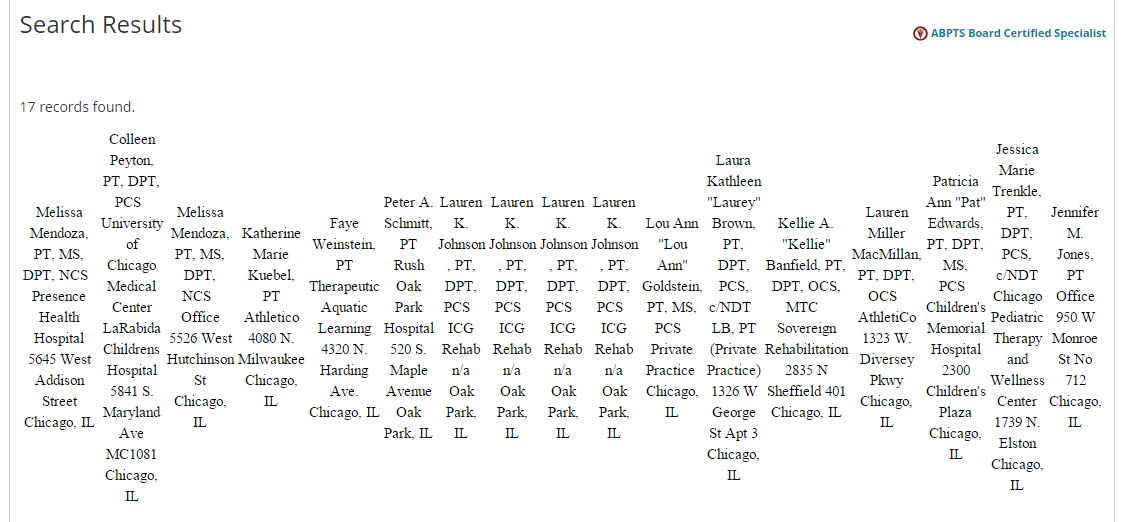 Search Results
ABPTS Board Certified Specialist
17 records found.
Melissa
Mendoza,
PT, MS,
DPT, NCS
Presence
Health
Hospital
5645 West
Addison
Street
Chicago, IL
Colleen
Peyton,
PT, DPT,
PCS
University
of
Chicago
Medical
Center
LaRabida
Childrens
Hospital
5841 S.
Maryland
Ave
MC1081
Chicago,
IL
Melissa
Mendoza,
PT, MS,
DPT,
NCS
Office
5526 West
Hutchinson
St
Chicago,
IL
Katherine
Marie
Kuebel,
PT
Athletico
4080 N.
Milwaukee
Chicago,
IL
Faye
Weinstein,
PT
Therapeutic
Aquatic
Learning
4320 N.
Harding
Ave.
Chicago, IL
Peter A.
Schmitt,
PT
Rush
Oak
Park
Hospital
520 S.
Maple
Avenue
Oak
Park, IL
Lauren
K.
Johnson
, PT,
DPT,
PCS
ICG
Rehab
n/a
Oak
Park,
IL
Lauren
K.
Johnson
, PT,
DPT,
PCS
ICG
Rehab
n/a
Oak
Park,
IL
Lauren
K.
Johnson
, PT,
DPT,
PCS
ICG
Rehab
n/a
Oak
Park,
IL
Lauren
K.
Johnson
, PT,
DPT,
PCS
ICG
Rehab
n/a
Oak
Park,
IL
Lou Ann
"Lou
Ann"
Goldstein,
PT, MS,
PCS
Private
Practice
Chicago,
IL
Laura
Kathleen
"Laurey"
Brown,
PT,
DPT,
PCS,
c/NDT
LB, PT
(Private
Practice)
1326 W
George
St Apt 3
Chicago,
IL
Kellie A.
"Kellie"
Banfield, PT,
DPT, OCS,
MTC
Sovereign
Rehabilitation
2835 N
Sheffield 401
Chicago, IL
Lauren
Miller
MacMillan,
PT, DPT,
OCS
AthletiCo
1323 W.
Diversey
Pkwy
Chicago,
IL
Patricia
Ann "Pat"
Edwards,
PT, DPT,
MS,
PCS
Children's
Memorial
Hospital
2300
Children's
Plaza
Chicago,
IL
Jessica
Marie
Trenkle,
PT,
DPT,
PCS,
c/NDT
Chicago
Pediatric
Therapy
and
Wellness
Center
1739 N.
Elston
Chicago,
IL
Jennifer
M.
Jones,
PT
Office
950 W
Monroe
St No
712
Chicago,
IL